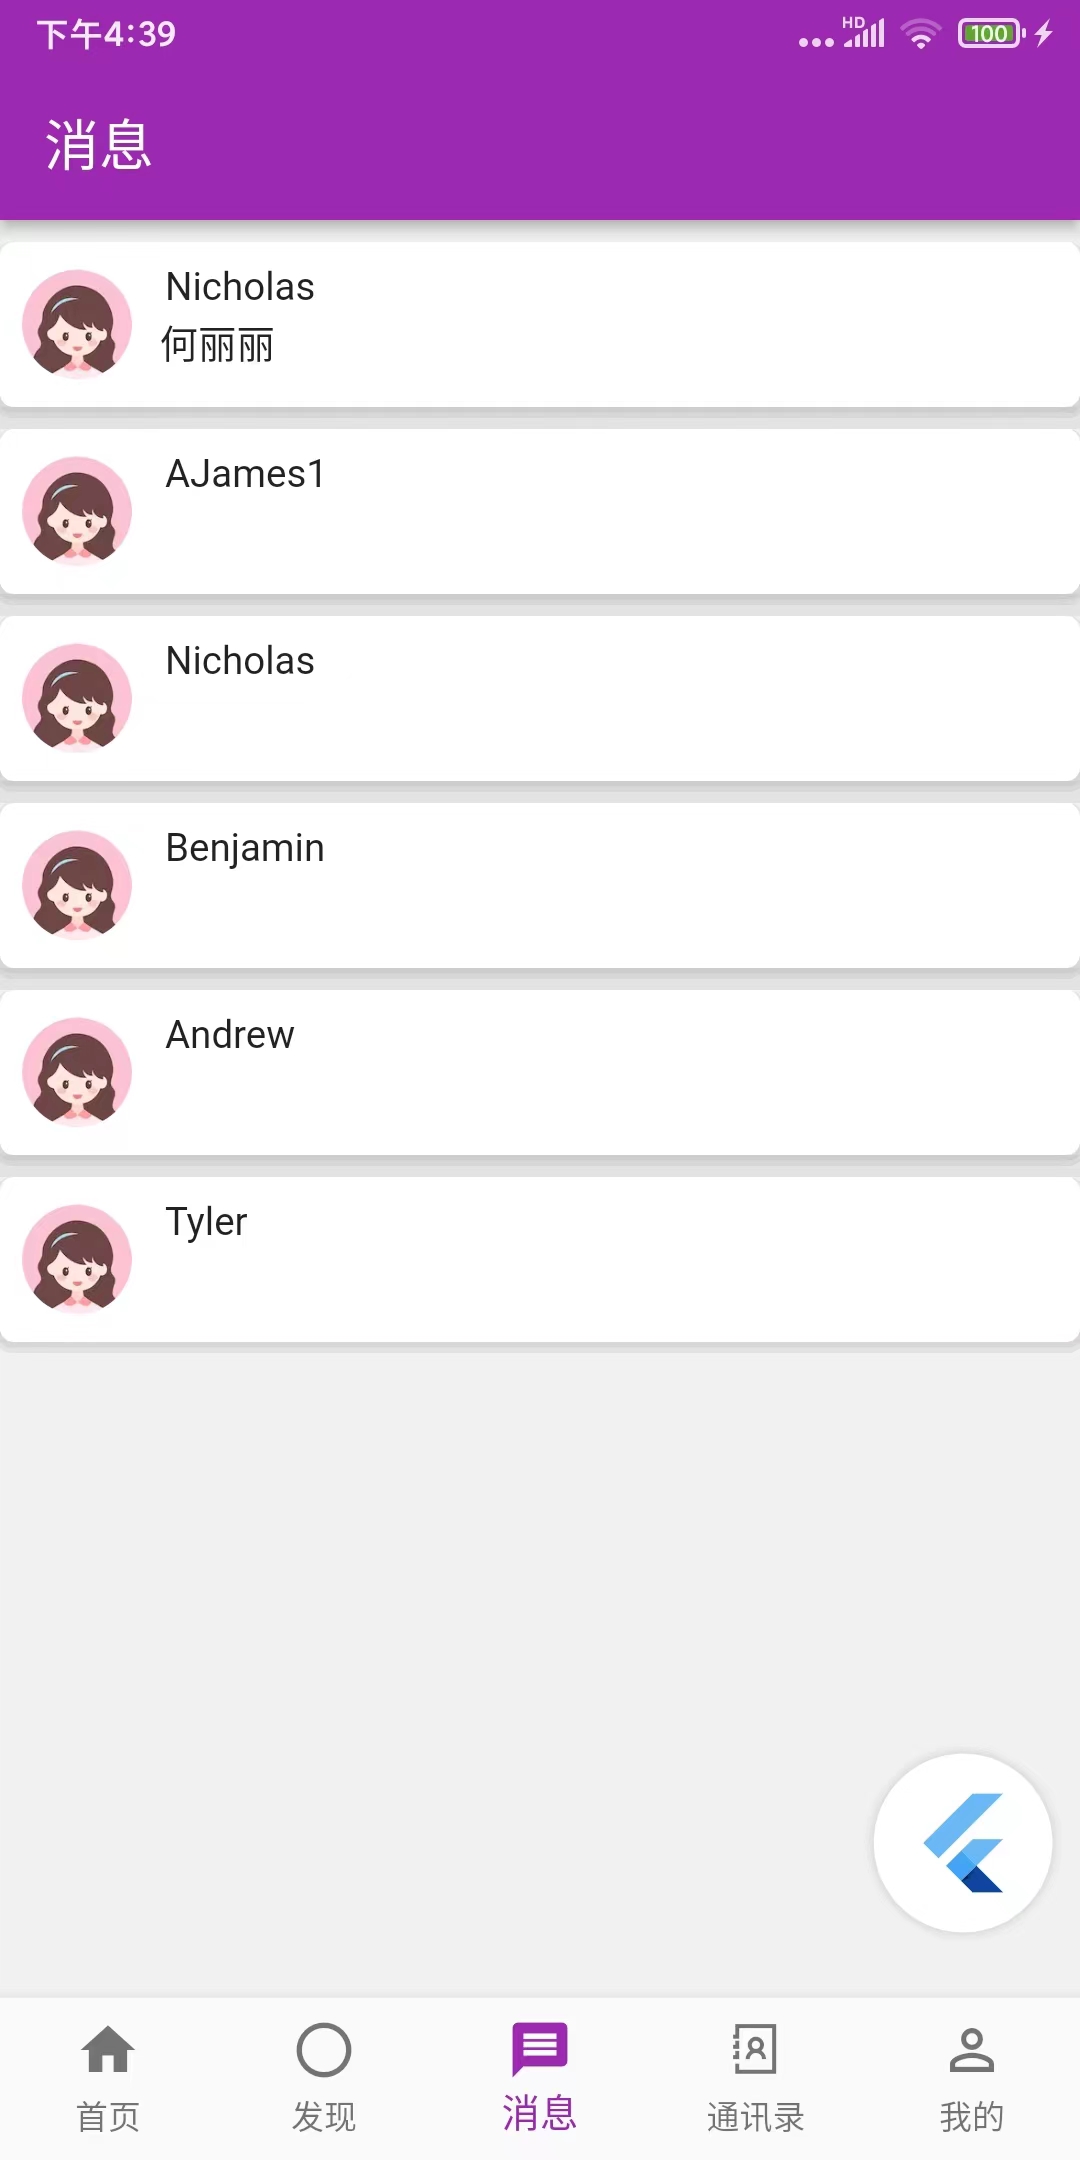 下午4:39
HD
100
消息
Nicholas
何丽丽
AJames1
Nicholas
Benjamin
Andrew
Tyler
首页
发现
消息
通讯录
我的